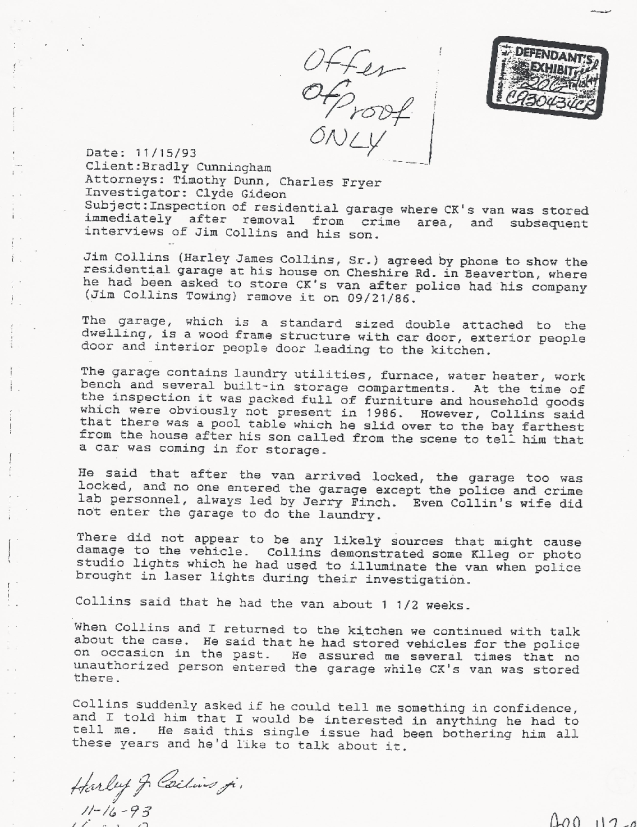 Offer
Of Proof
ONLY
DEFENDANT'S
EXHIBIT
C930434CR
Date: 11/15/93
Client:Bradly Cunningham
Attorneys: Timothy Dunn, Charles Fryer
Investigator: Clyde Gideon
Subject:Inspection of residential garage where CK's van was stored
immediately after removal from crime area, and subsequent
interviews of Jim Collins and his son.
Jim Collins (Harley James Collins, Sr.) agreed by phone to show the
residential garage at his house on Cheshire Rd. in Beaverton, where
he had been asked to store CK's van after police had his company
(Jim Collins Towing) remove it on 09/21/86.
The garage, which is a standard sized double attached to the
dwelling, is a wood frame structure with car door, exterior people
door and interior people door leading to the kitchen.
The garage contains laundry utilities, furnace, water heater, work
bench and several built-in storage compartments. At the time of
the inspection it was packed full of furniture and household goods
which were obviously not present in 1986. However, Collins said
that there was a pool table which he slid over to the bay farthest
from the house after his son called from the scene to tell him that
a car was coming in for storage.
He said that after the van arrived locked, the garage too was
locked, and no one entered the garage except the police and crime
lab personnel, always led by Jerry Finch. Even Collin's wife did
not enter the garage to do the laundry.
There did not appear to be any likely sources that might cause
damage to the vehicle. Collins demonstrated some Klieg or photo
studio lights which he had used to illuminate the van when police
brought in laser lights during their investigation.
Collins said that he had the van about 1 1/2 weeks.
When Collins and I returned to the kitchen we continued with talk
about the case. He said that he had stored vehicles for the police
on occasion in the past. He assured me several times that no
unauthorized person entered the garage while CK's van was stored
there.
Collins suddenly asked if he could tell me something in confidence,
and I told him that I would be interested in anything he had to
tell me. He said this single issue had been bothering him all
these years and he'd like to talk about it.
Harley J. Collins jr.
11-16-93